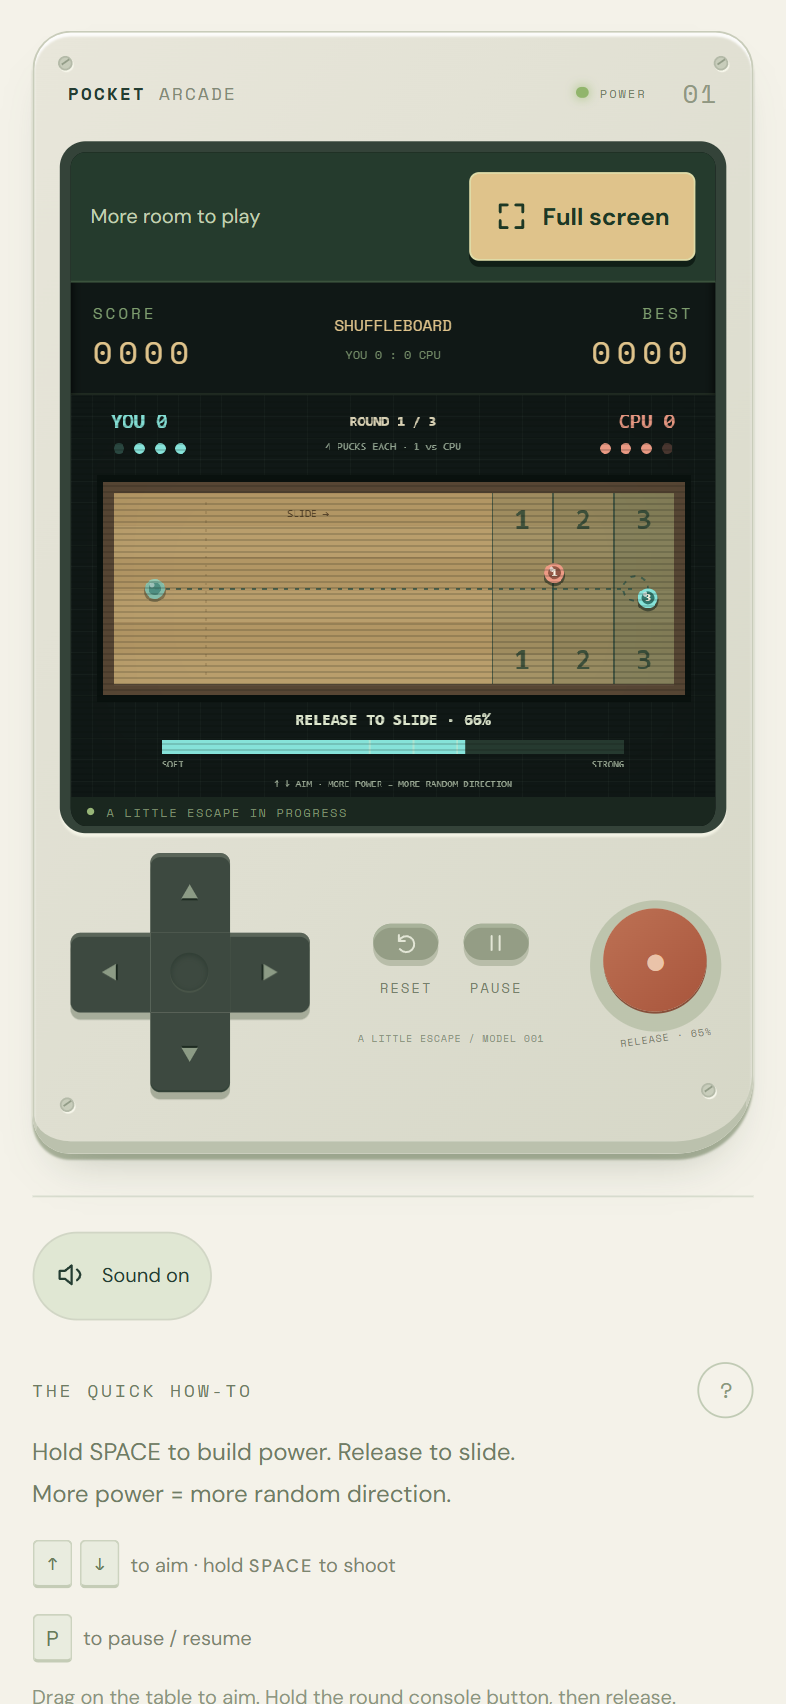 POCKET ARCADE
POWER
01
More room to play
Full screen
SCORE
SHUFFLEBOARD
BEST
0000
YOU 0 : 0 CPU
0000
YOU 0
ROUND 1 / 3
CPU 0
4 PUCKS EACH · 1 vs CPU
SLIDE →
1 2 3
1
3
1 2 3
RELEASE TO SLIDE · 66%
SOFT
STRONG
↑ ↓ AIM · MORE POWER = MORE RANDOM DIRECTION
A LITTLE ESCAPE IN PROGRESS
RESET
PAUSE
A LITTLE ESCAPE / MODEL 001
RELEASE · 65%
Sound on
THE QUICK HOW-TO
?
Hold SPACE to build power. Release to slide.
More power = more random direction.
↑ ↓ to aim · hold SPACE to shoot
P to pause / resume
Drag on the table to aim. Hold the round console button, then release.